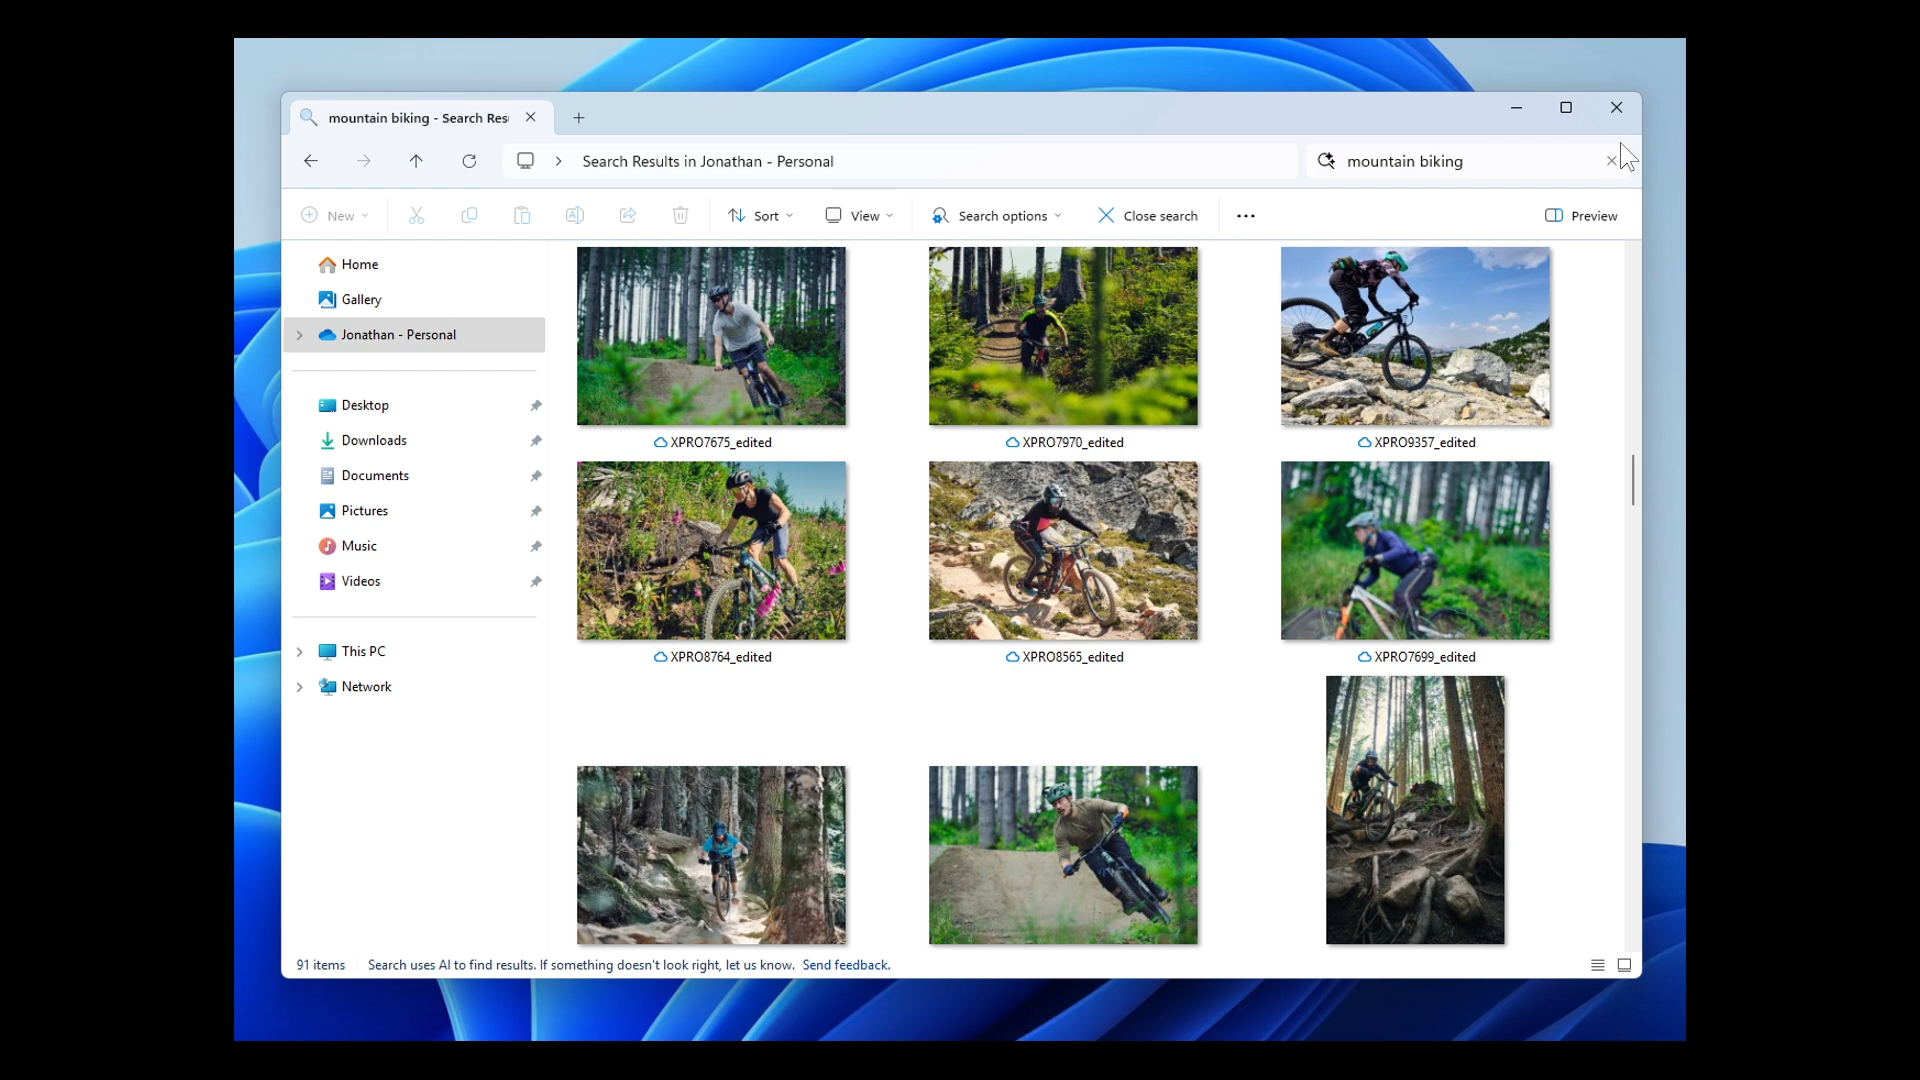 mountain biking - Search Res
Search Results in Jonathan - Personal
mountain biking
New
Sort
View
Search options
Close search
Preview
Home
Gallery
Jonathan - Personal
Desktop
Downloads
Documents
Pictures
Music
Videos
This PC
Network
XPRO7675_edited
XPRO7970_edited
XPRO9357_edited
XPRO8764_edited
XPRO8565_edited
XPRO7699_edited
91 items
Search uses AI to find results. If something doesn't look right, let us know. Send feedback.